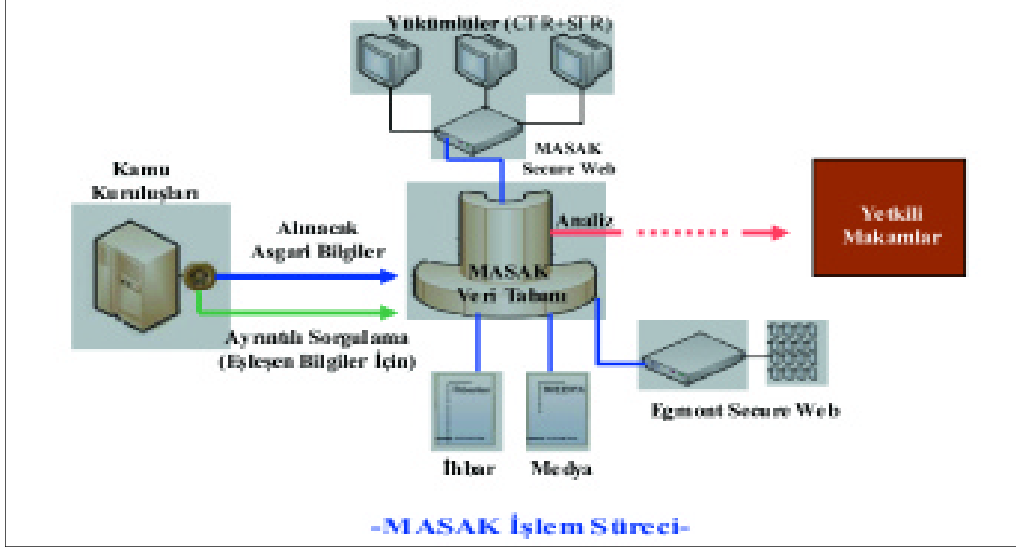 Yükümlüler (CTR+STR)
MASAK
Secure Web
Kamu
Kuruluşları
Alınacak
Asgari Bilgiler
Analiz
Yetkili
Makamlar
MASAK
Veri Tabanı
Ayrıntılı Sorgulama
(Eşleşen Bilgiler İçin)
Egmont Secure Web
İhbar
Medya
-MASAK İşlem Süreci-